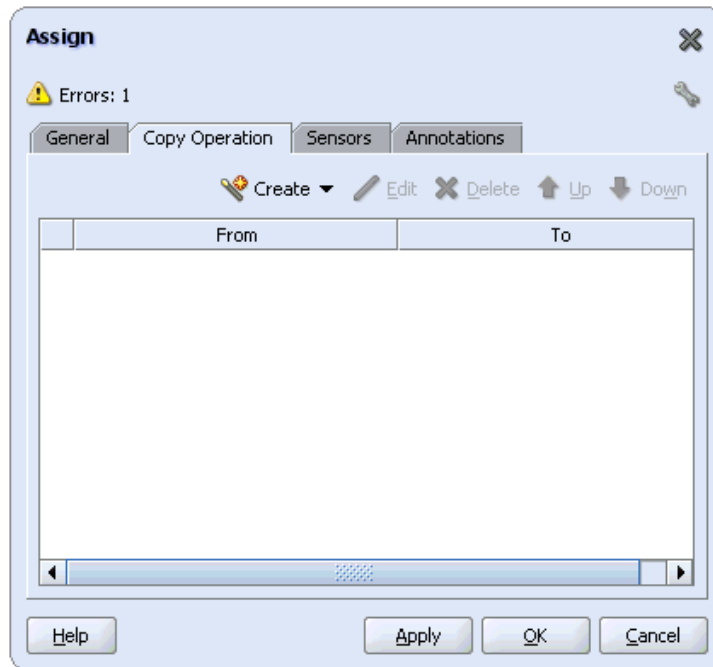 Assign
Errors: 1
General Copy Operation Sensors Annotations
Create Edit Delete Up Down
From To
Help Apply OK Cancel